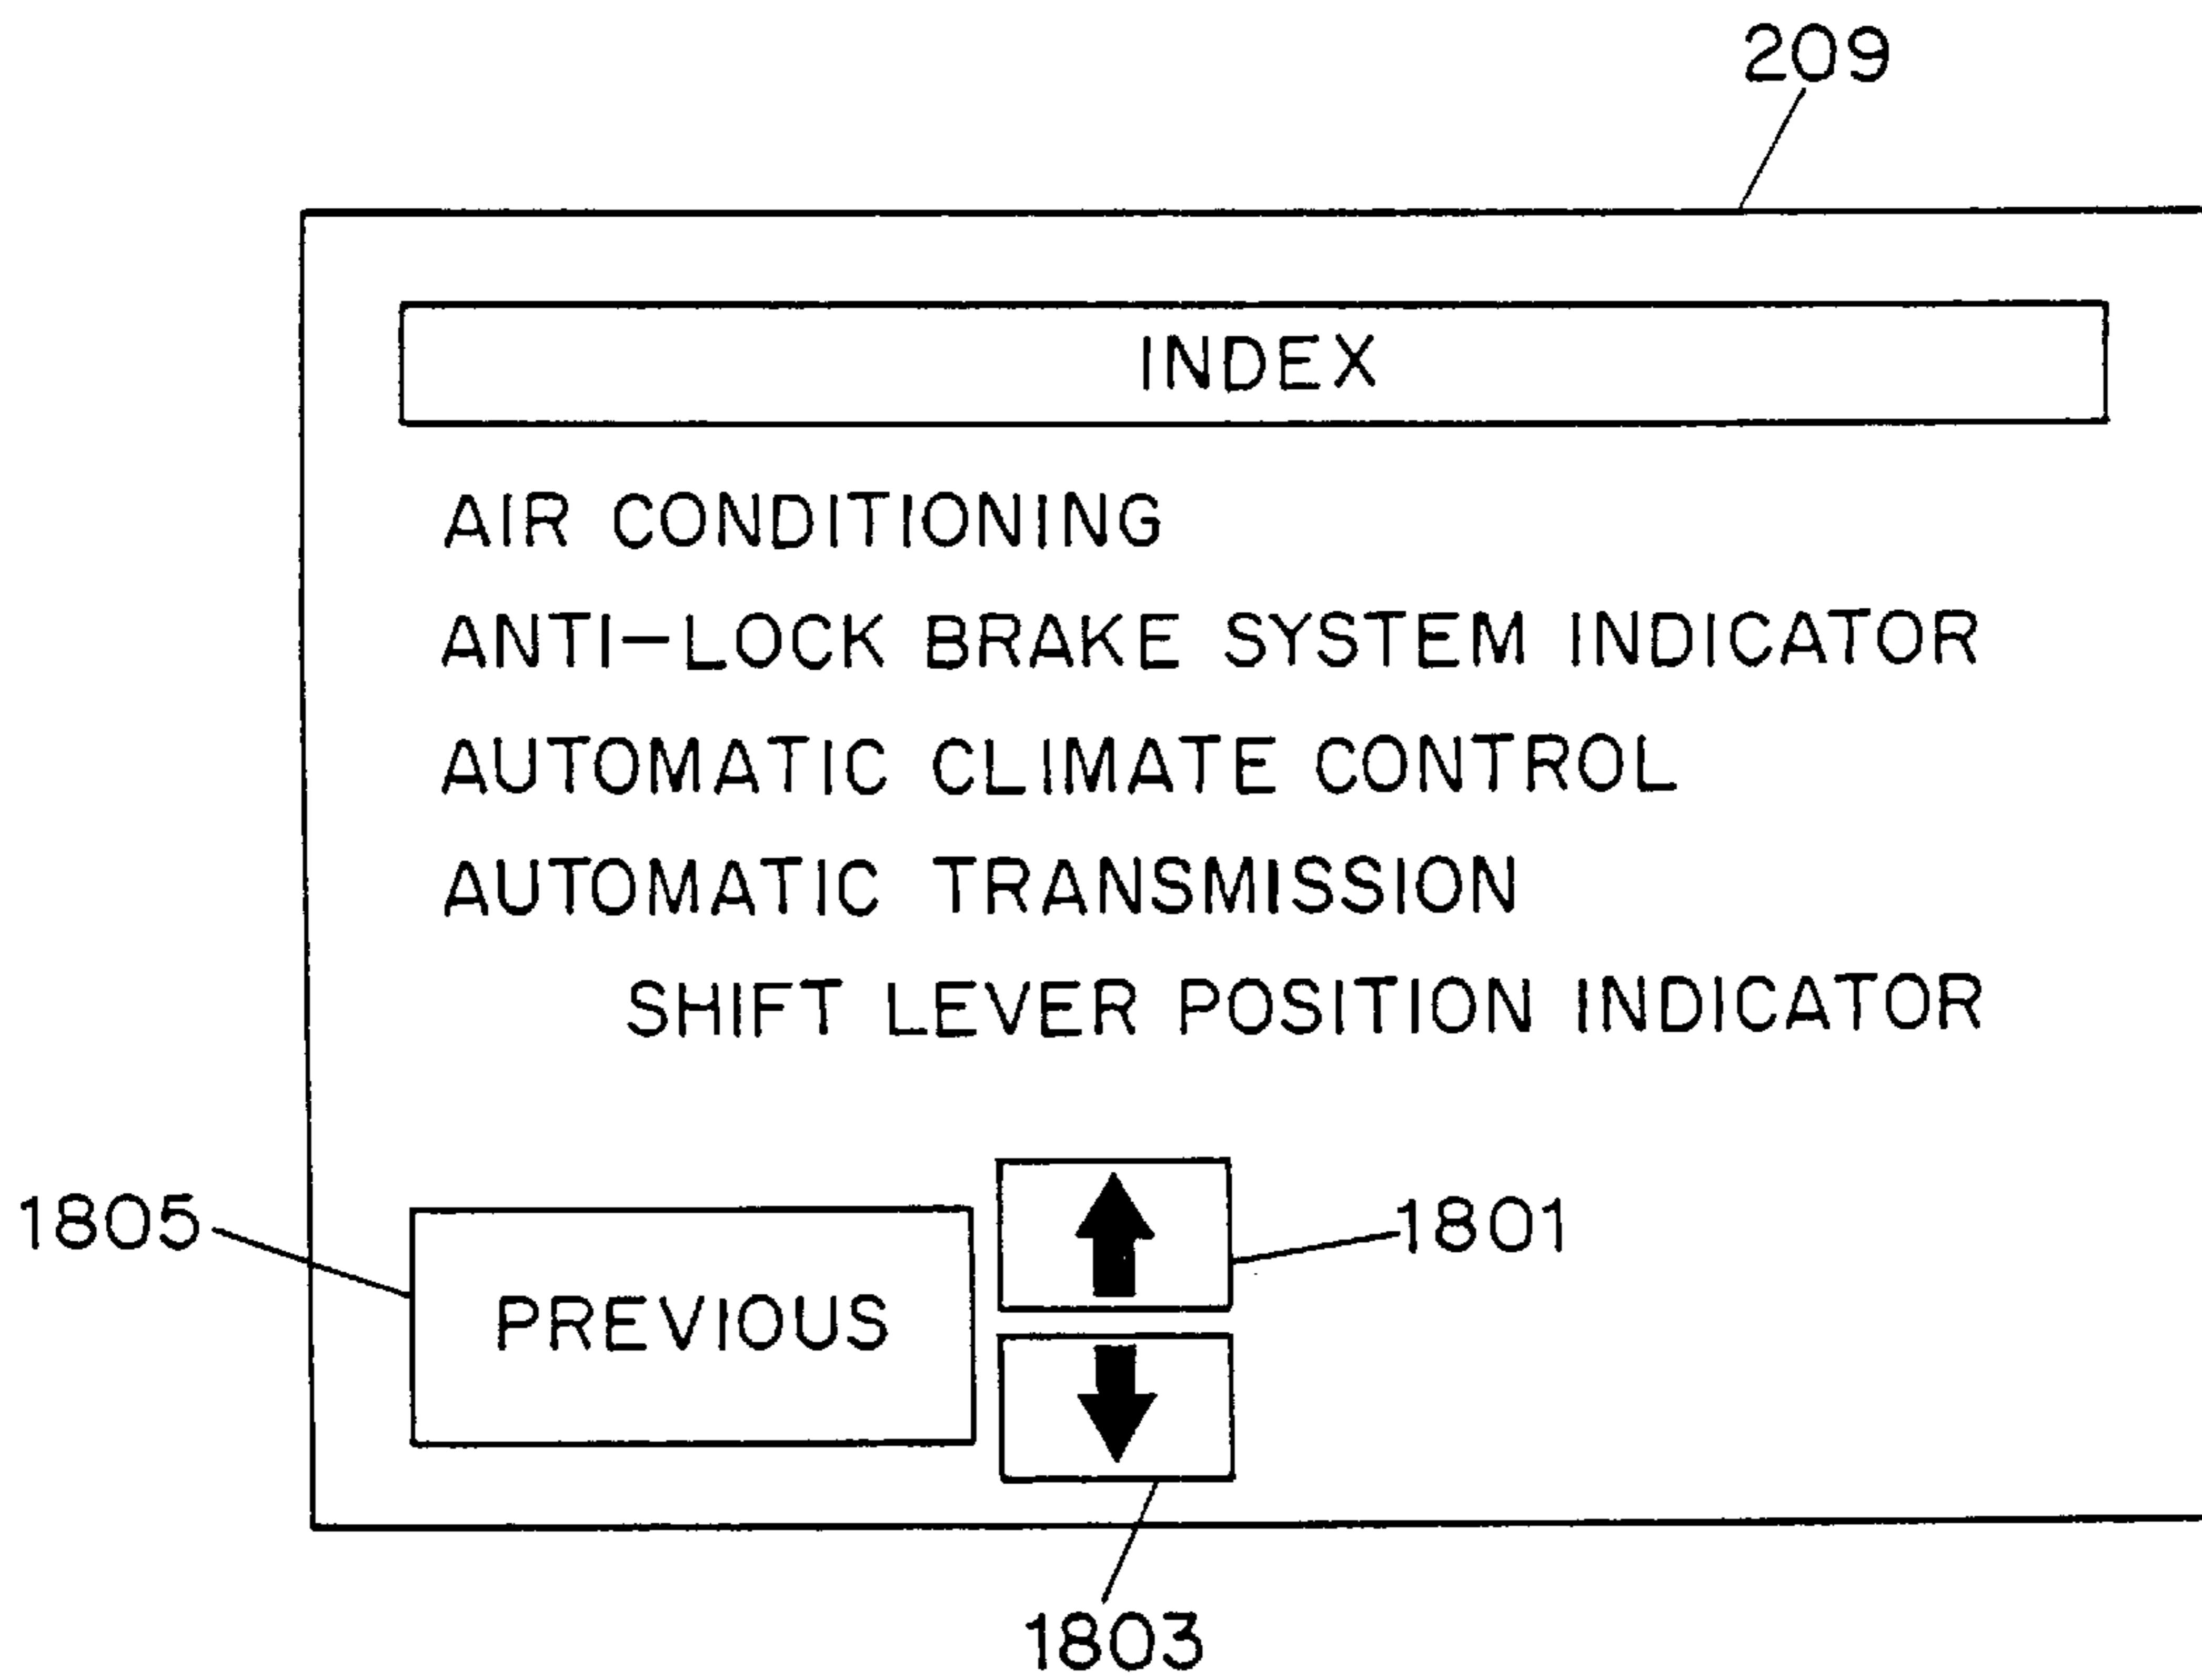 209
INDEX
AIR CONDITIONING
ANTI-LOCK BRAKE SYSTEM INDICATOR
AUTOMATIC CLIMATE CONTROL
AUTOMATIC TRANSMISSION
SHIFT LEVER POSITION INDICATOR
1805
1801
PREVIOUS
1803